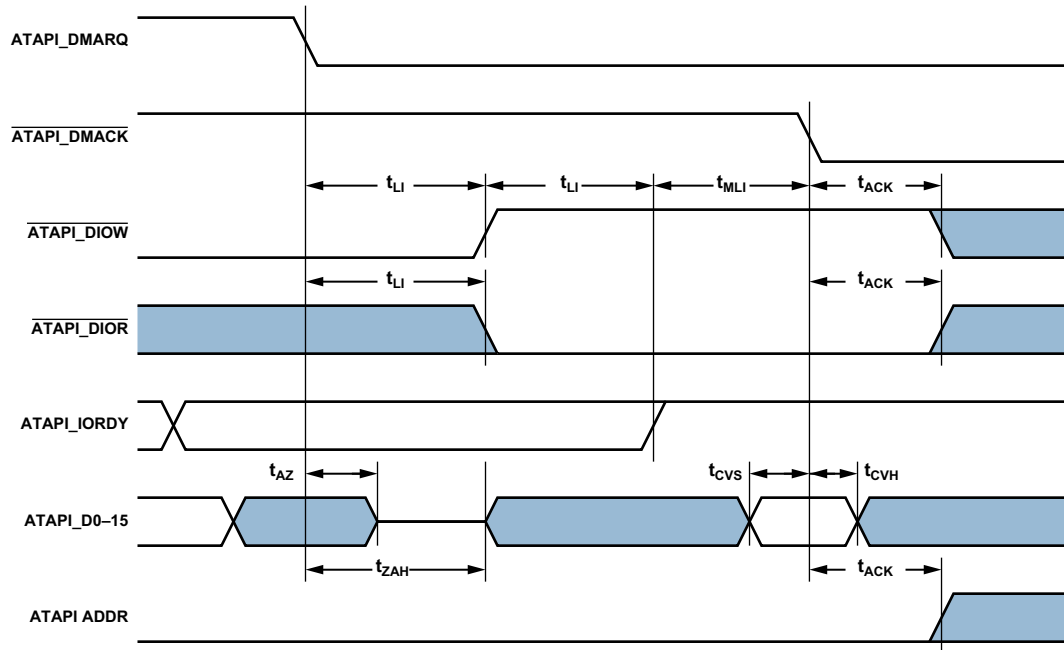 ATAPI_DMARQ
ATAPI_DMACK
tLI tLI tMLI tACK
ATAPI_DIOW
tLI tACK
ATAPI_DIOR
ATAPI_IORDY
tAZ tCVS tCVH
ATAPI_D0–15
tZAH tACK
ATAPI ADDR